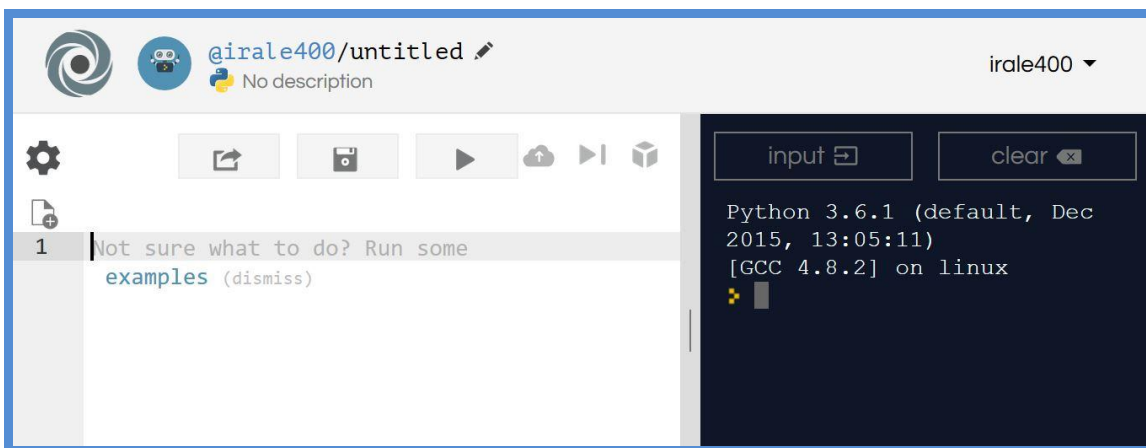 @irale400/untitled
No description
irale400
input
clear
1
Not sure what to do? Run some
examples (dismiss)
Python 3.6.1 (default, Dec
2015, 13:05:11)
[GCC 4.8.2] on linux